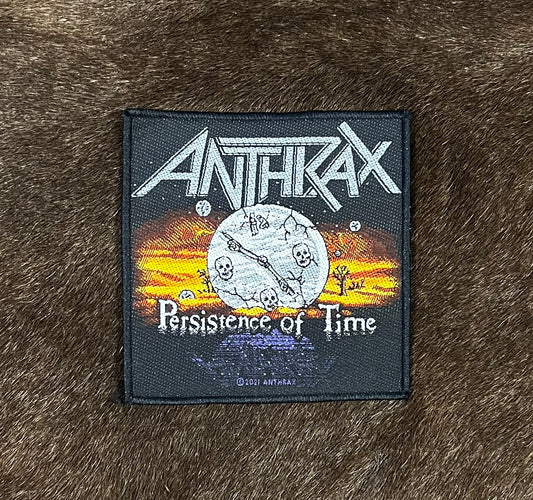 ANTHRAX
Persistence of Time
©2021 ANTHRAX